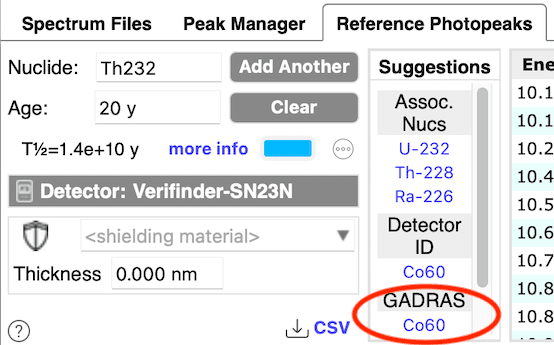 Spectrum Files Peak Manager Reference Photopeaks
Nuclide: Th232 Add Another
Age: 20 y Clear
T½=1.4e+10 y more info
Detector: Verifinder-SN23N
<shielding material>
Thickness 0.000 nm
? CSV
Suggestions
Assoc.
Nucs
U-232
Th-228
Ra-226
Detector
ID
Co60
GADRAS
Co60
Ene
10.1
10.1
10.2
10.4
10.5
10.6
10.7
10.8
10.8